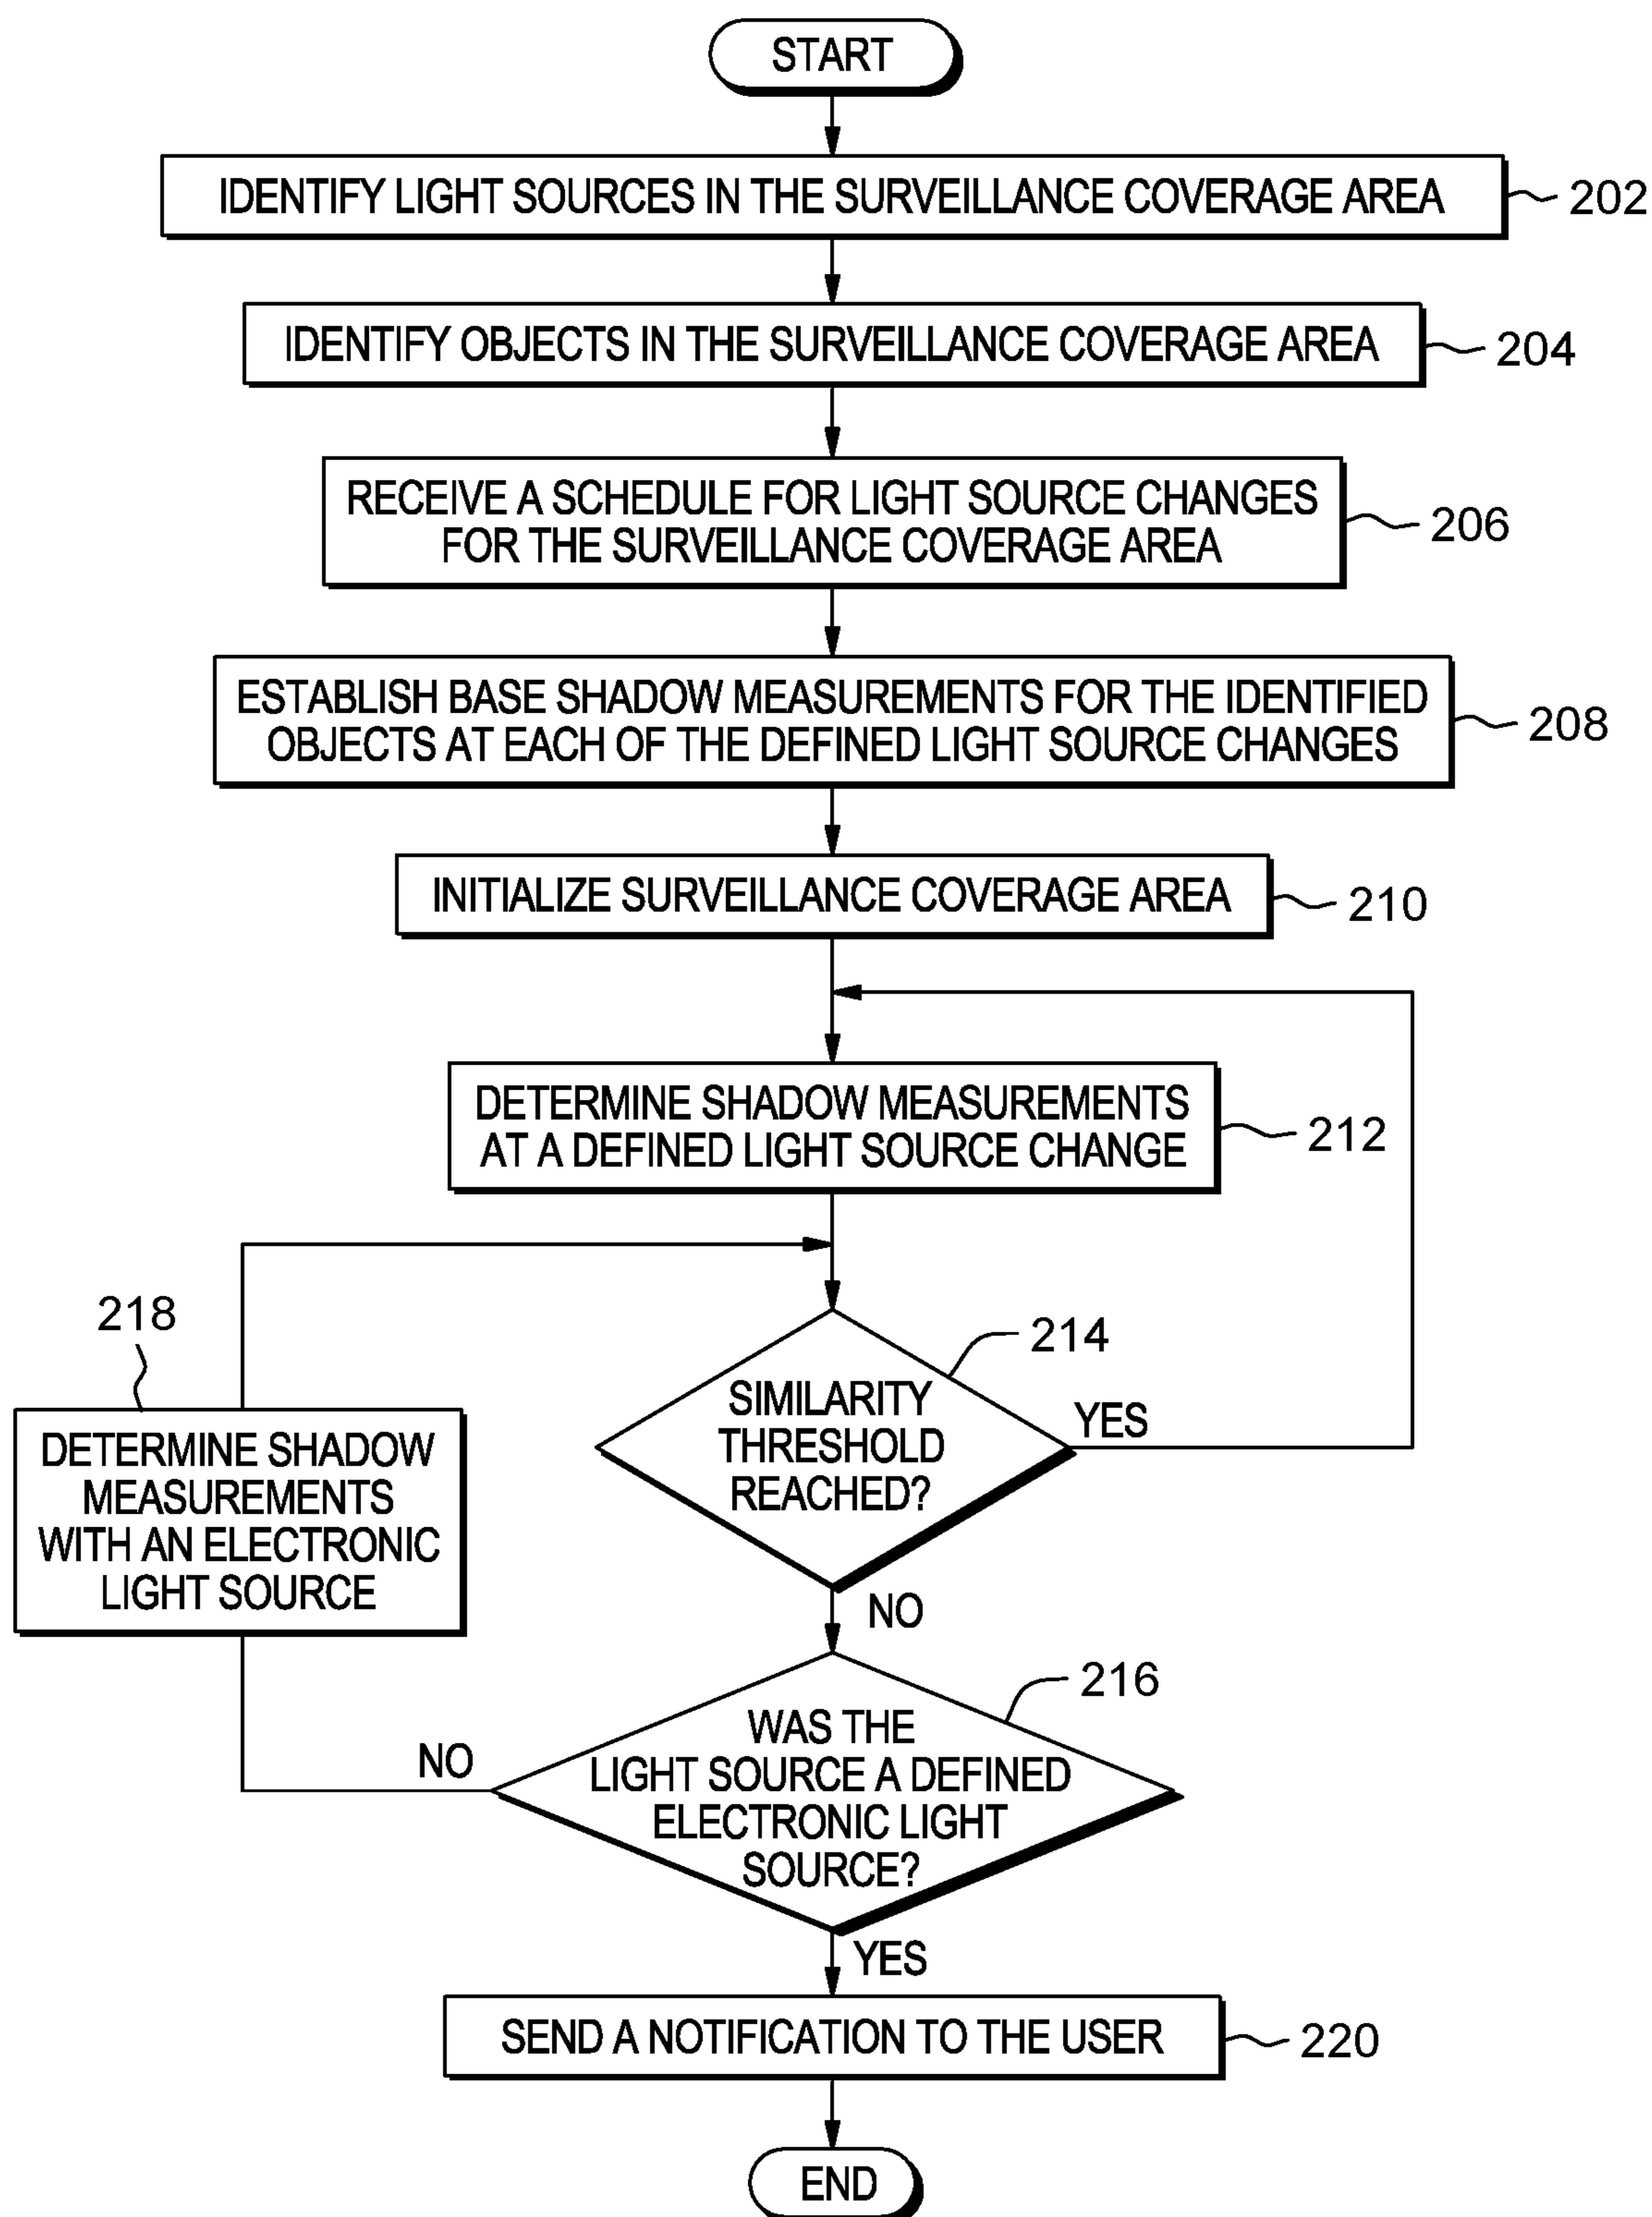 START
IDENTIFY LIGHT SOURCES IN THE SURVEILLANCE COVERAGE AREA
202
IDENTIFY OBJECTS IN THE SURVEILLANCE COVERAGE AREA
204
RECEIVE A SCHEDULE FOR LIGHT SOURCE CHANGES
FOR THE SURVEILLANCE COVERAGE AREA
206
ESTABLISH BASE SHADOW MEASUREMENTS FOR THE IDENTIFIED
OBJECTS AT EACH OF THE DEFINED LIGHT SOURCE CHANGES
208
INITIALIZE SURVEILLANCE COVERAGE AREA
210
DETERMINE SHADOW MEASUREMENTS
AT A DEFINED LIGHT SOURCE CHANGE
212
SIMILARITY
THRESHOLD
REACHED?
214
YES
NO
218
DETERMINE SHADOW
MEASUREMENTS
WITH AN ELECTRONIC
LIGHT SOURCE
WAS THE
LIGHT SOURCE A DEFINED
ELECTRONIC LIGHT
SOURCE?
216
NO
YES
SEND A NOTIFICATION TO THE USER
220
END